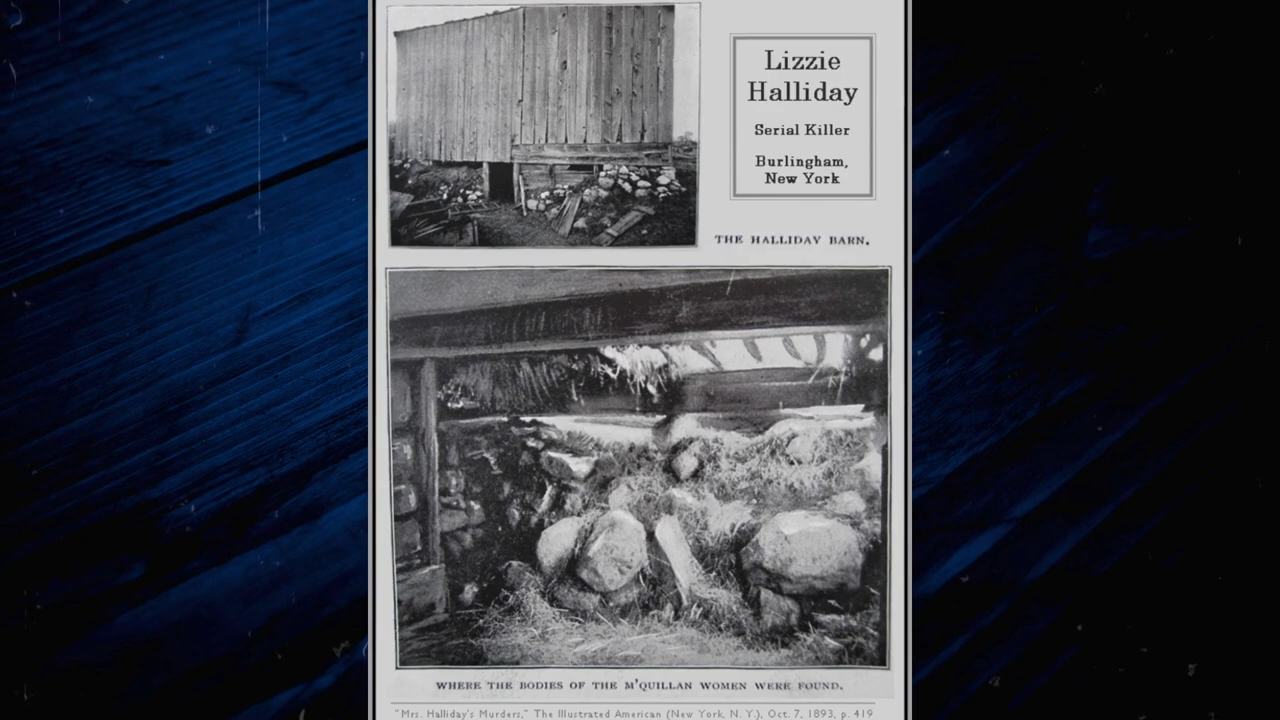 Lizzie
Halliday
Serial Killer
Burlingham,
New York
THE HALLIDAY BARN.
WHERE THE BODIES OF THE M'QUILLAN WOMEN WERE FOUND.
"Mrs. Halliday's Murders," The Illustrated American (New York, N. Y.), Oct. 7, 1893, p. 419